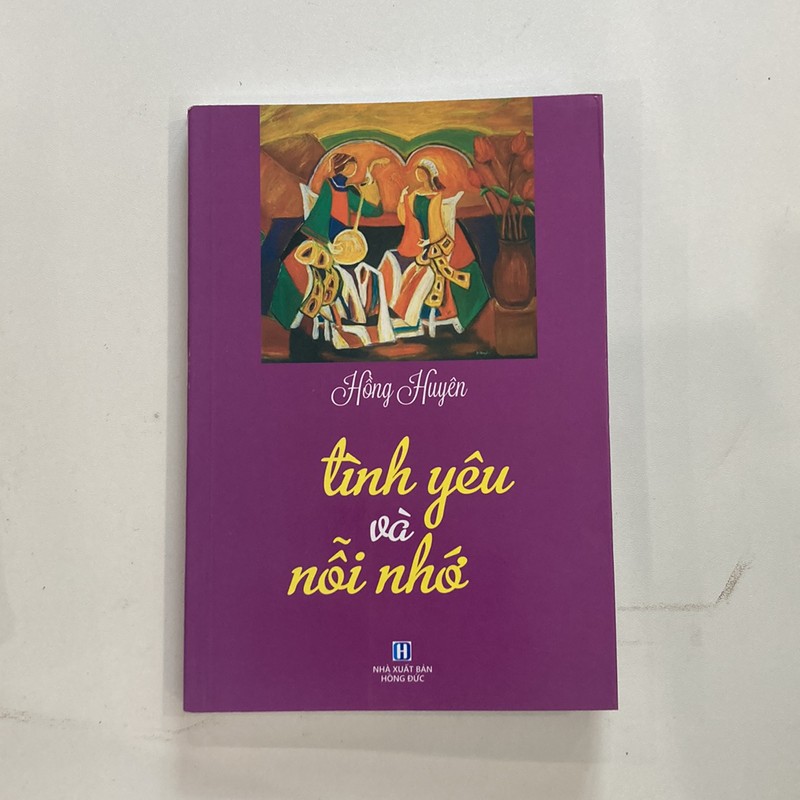 Hồng Huyên
tình yêu
và
nỗi nhớ
H
NHÀ XUẤT BẢN
HỒNG ĐỨC